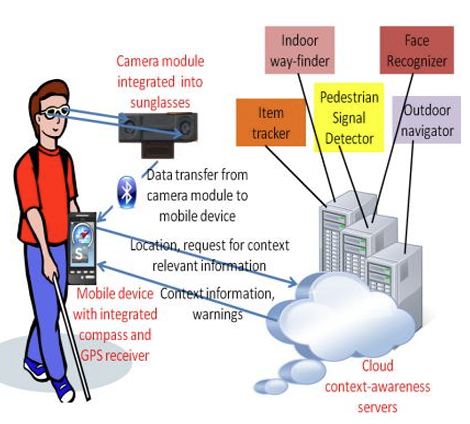 Indoor
way-finder
Face
Recognizer
Camera module
integrated into
sunglasses
Item
tracker
Pedestrian
Signal
Detector
Outdoor
navigator
Data transfer from
camera module to
mobile device
S
Location, request for context
relevant information
Mobile device
with integrated
compass and
GPS receiver
Context information,
warnings
Cloud
context-awareness
servers